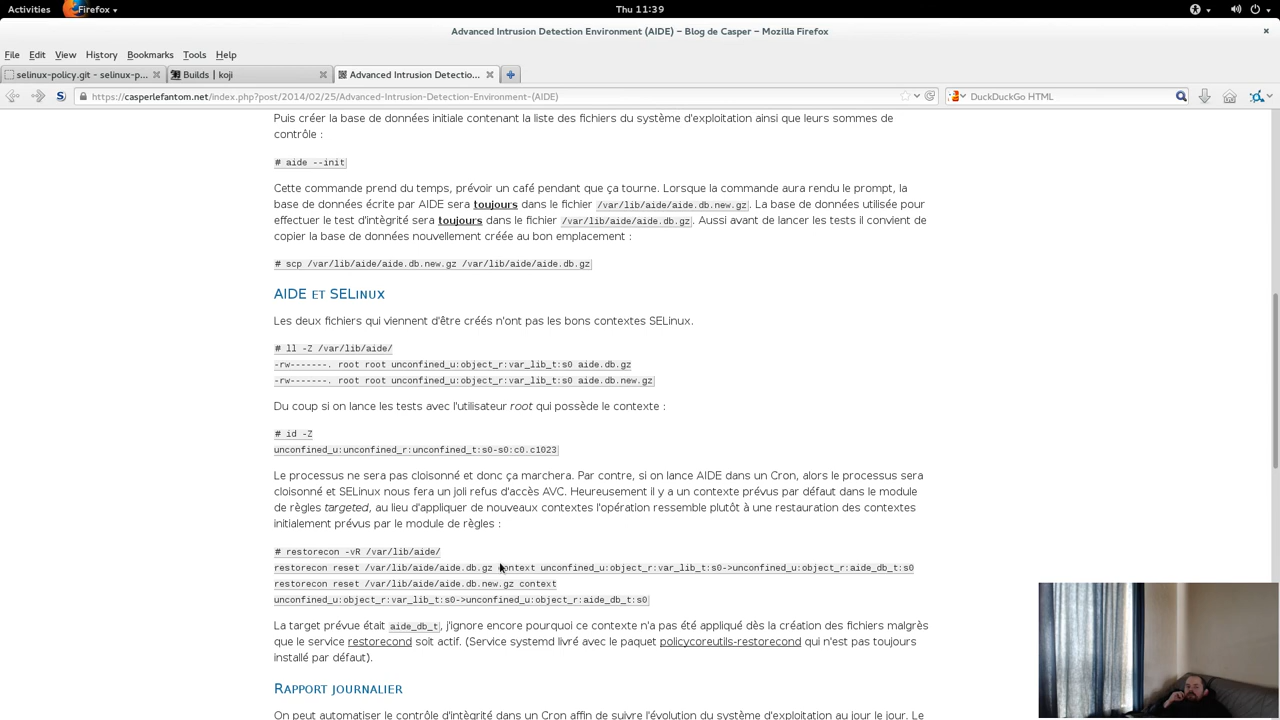 Activities Firefox Thu 11:39
Advanced Intrusion Detection Environment (AIDE) – Blog de Casper – Mozilla Firefox
File Edit View History Bookmarks Tools Help
selinux-policy.git - selinux-p... Builds | koji Advanced Intrusion Detectio...
https://casperlefantom.net/index.php?post/2014/02/25/Advanced-Intrusion-Detection-Environment-(AIDE) DuckDuckGo HTML
Puis créer la base de données initiale contenant la liste des fichiers du système d'exploitation ainsi que leurs sommes de
contrôle :
# aide --init
Cette commande prend du temps, prévoir un café pendant que ça tourne. Lorsque la commande aura rendu le prompt, la
base de données écrite par AIDE sera toujours dans le fichier /var/lib/aide/aide.db.new.gz. La base de données utilisée pour
effectuer le test d'intègrité sera toujours dans le fichier /var/lib/aide/aide.db.gz. Aussi avant de lancer les tests il convient de
copier la base de données nouvellement créée au bon emplacement :
# scp /var/lib/aide/aide.db.new.gz /var/lib/aide/aide.db.gz
AIDE et SELinux
Les deux fichiers qui viennent d'être créés n'ont pas les bons contextes SELinux.
# ll -Z /var/lib/aide/
-rw-------. root root unconfined_u:object_r:var_lib_t:s0 aide.db.gz
-rw-------. root root unconfined_u:object_r:var_lib_t:s0 aide.db.new.gz
Du coup si on lance les tests avec l'utilisateur root qui possède le contexte :
# id -Z
unconfined_u:unconfined_r:unconfined_t:s0-s0:c0.c1023
Le processus ne sera pas cloisonné et donc ça marchera. Par contre, si on lance AIDE dans un Cron, alors le processus sera
cloisonné et SELinux nous fera un joli refus d'accès AVC. Heureusement il y a un contexte prévus par défaut dans le module
de règles targeted, au lieu d'appliquer de nouveaux contextes l'opération ressemble plutôt à une restauration des contextes
initialement prévus par le module de règles :
# restorecon -vR /var/lib/aide/
restorecon reset /var/lib/aide/aide.db.gz context unconfined_u:object_r:var_lib_t:s0->unconfined_u:object_r:aide_db_t:s0
restorecon reset /var/lib/aide/aide.db.new.gz context
unconfined_u:object_r:var_lib_t:s0->unconfined_u:object_r:aide_db_t:s0
La target prévue était aide_db_t, j'ignore encore pourquoi ce contexte n'a pas été appliqué dès la création des fichiers malgrès
que le service restorecond soit actif. (Service systemd livré avec le paquet policycoreutils-restorecond qui n'est pas toujours
installé par défaut).
Rapport journalier
On peut automatiser le contrôle d'intègrité dans un Cron affin de suivre l'évolution du système d'exploitation au jour le jour. Le